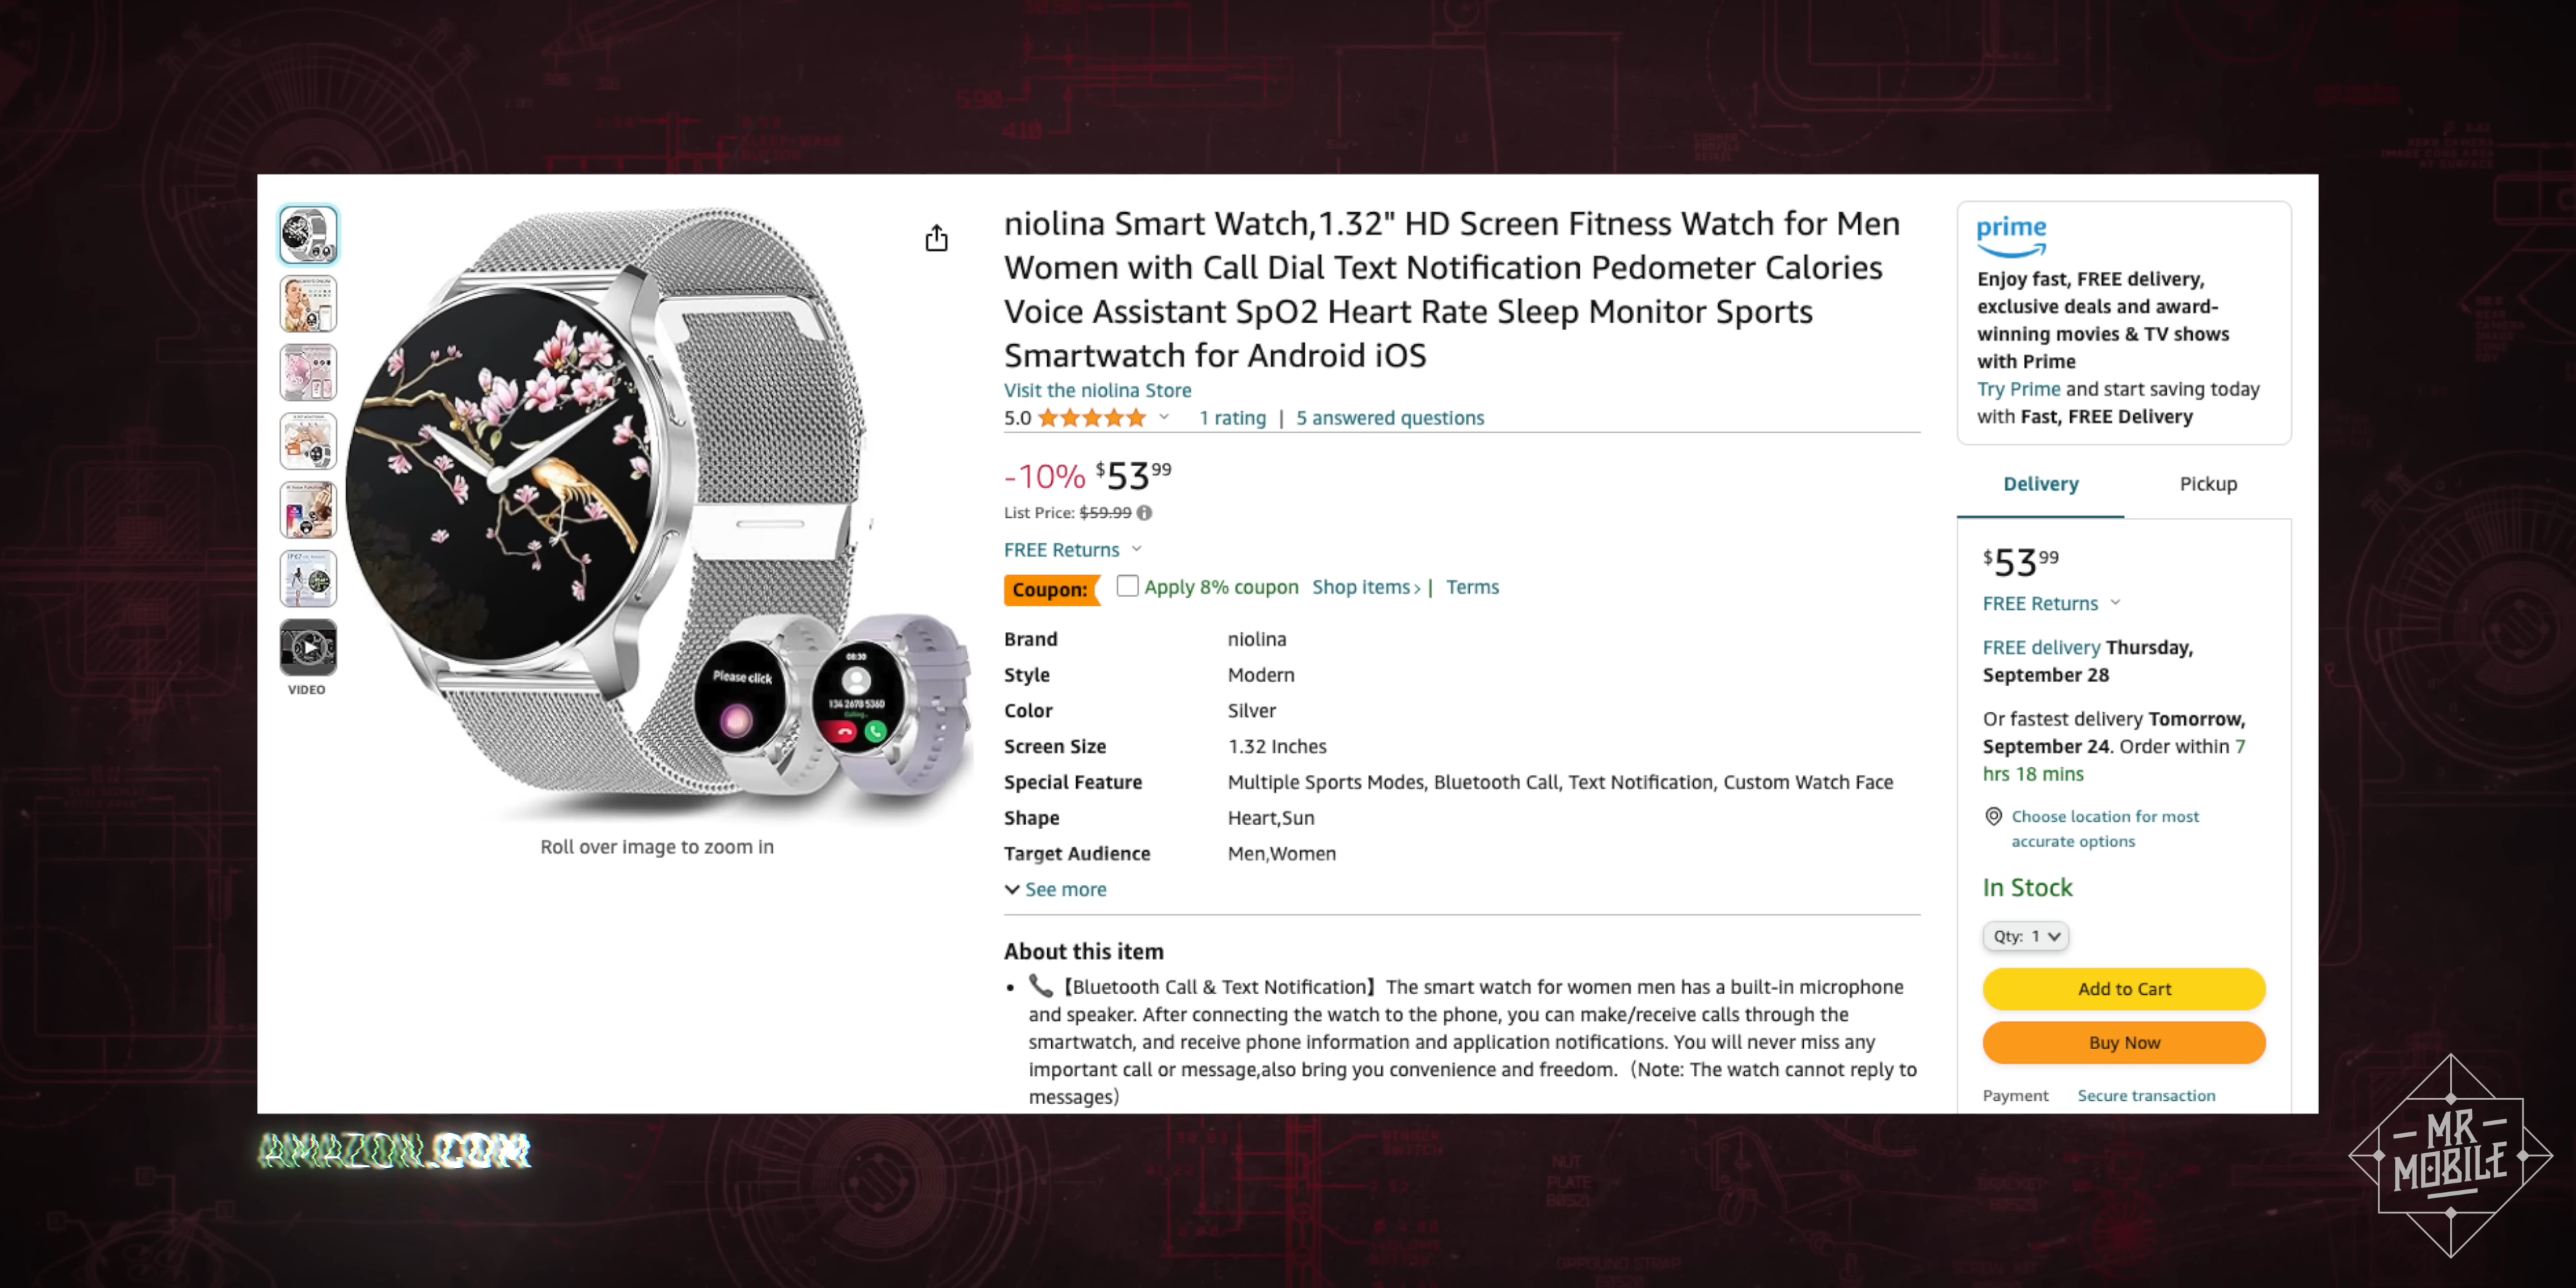 niolina Smart Watch,1.32" HD Screen Fitness Watch for Men
Women with Call Dial Text Notification Pedometer Calories
Voice Assistant SpO2 Heart Rate Sleep Monitor Sports
Smartwatch for Android iOS
Visit the niolina Store
5.0
1 rating | 5 answered questions
-10% $53 99
List Price: $59.99
FREE Returns
Coupon: Apply 8% coupon Shop items› | Terms
Brand niolina
Style Modern
Color Silver
Screen Size 1.32 Inches
Special Feature Multiple Sports Modes, Bluetooth Call, Text Notification, Custom Watch Face
Shape Heart,Sun
Target Audience Men,Women
See more
About this item
• 【Bluetooth Call & Text Notification】The smart watch for women men has a built-in microphone
and speaker. After connecting the watch to the phone, you can make/receive calls through the
smartwatch, and receive phone information and application notifications. You will never miss any
important call or message,also bring you convenience and freedom.（Note: The watch cannot reply to
messages）
VIDEO
Please click
08:30
134 2678 5360
Roll over image to zoom in
prime
Enjoy fast, FREE delivery,
exclusive deals and award-
winning movies & TV shows
with Prime
Try Prime and start saving today
with Fast, FREE Delivery
Delivery Pickup
$53 99
FREE Returns
FREE delivery Thursday,
September 28
Or fastest delivery Tomorrow,
September 24. Order within 7
hrs 18 mins
Choose location for most
accurate options
In Stock
Qty: 1
Add to Cart
Buy Now
Payment Secure transaction
AMAZON.COM
MR
MOBILE